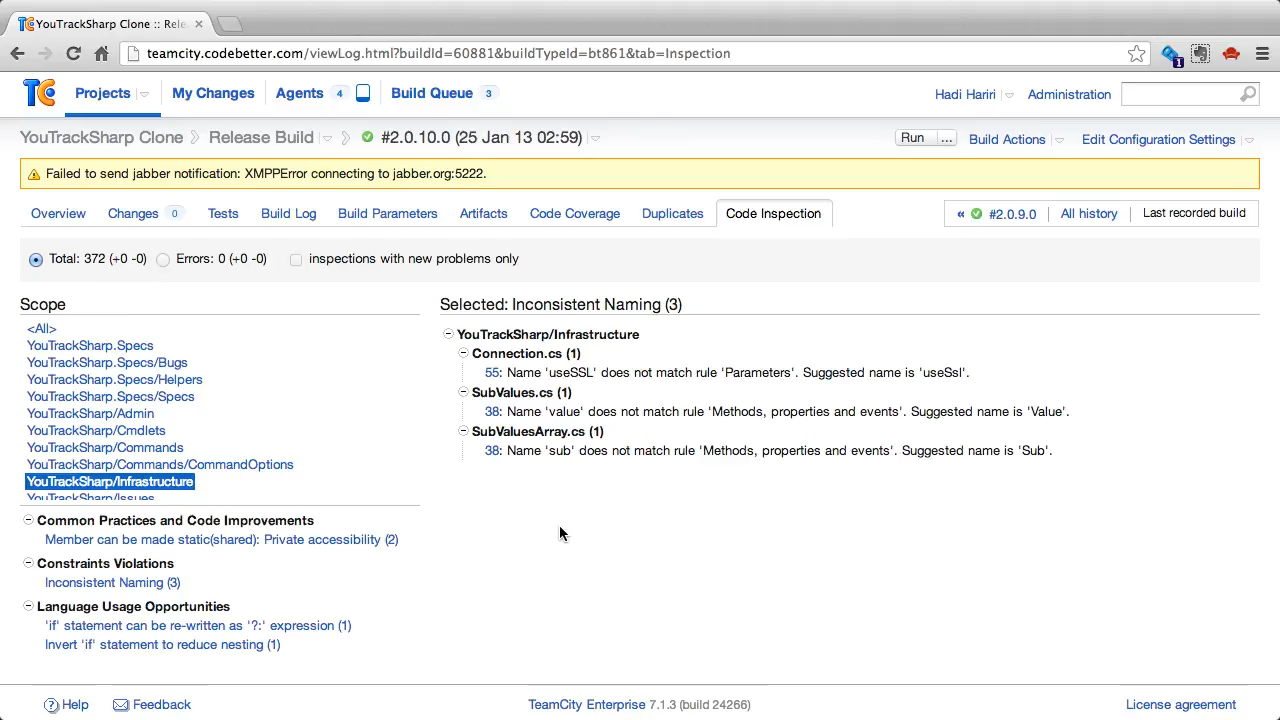 YouTrackSharp Clone :: Rele
teamcity.codebetter.com/viewLog.html?buildId=60881&buildTypeId=bt861&tab=Inspection
1
TC Projects My Changes Agents 4 Build Queue 3 Hadi Hariri Administration
YouTrackSharp Clone Release Build #2.0.10.0 (25 Jan 13 02:59) Run ... Build Actions Edit Configuration Settings
Failed to send jabber notification: XMPPError connecting to jabber.org:5222.
Overview Changes 0 Tests Build Log Build Parameters Artifacts Code Coverage Duplicates Code Inspection « #2.0.9.0 All history Last recorded build
Total: 372 (+0 -0) Errors: 0 (+0 -0) inspections with new problems only
Scope
<All>
YouTrackSharp.Specs
YouTrackSharp.Specs/Bugs
YouTrackSharp.Specs/Helpers
YouTrackSharp.Specs/Specs
YouTrackSharp/Admin
YouTrackSharp/Cmdlets
YouTrackSharp/Commands
YouTrackSharp/Commands/CommandOptions
YouTrackSharp/Infrastructure
YouTrackSharp/Issues
Common Practices and Code Improvements
Member can be made static(shared): Private accessibility (2)
Constraints Violations
Inconsistent Naming (3)
Language Usage Opportunities
'if' statement can be re-written as '?:' expression (1)
Invert 'if' statement to reduce nesting (1)
Selected: Inconsistent Naming (3)
YouTrackSharp/Infrastructure
Connection.cs (1)
55: Name 'useSSL' does not match rule 'Parameters'. Suggested name is 'useSsl'.
SubValues.cs (1)
38: Name 'value' does not match rule 'Methods, properties and events'. Suggested name is 'Value'.
SubValuesArray.cs (1)
38: Name 'sub' does not match rule 'Methods, properties and events'. Suggested name is 'Sub'.
Help Feedback TeamCity Enterprise 7.1.3 (build 24266) License agreement